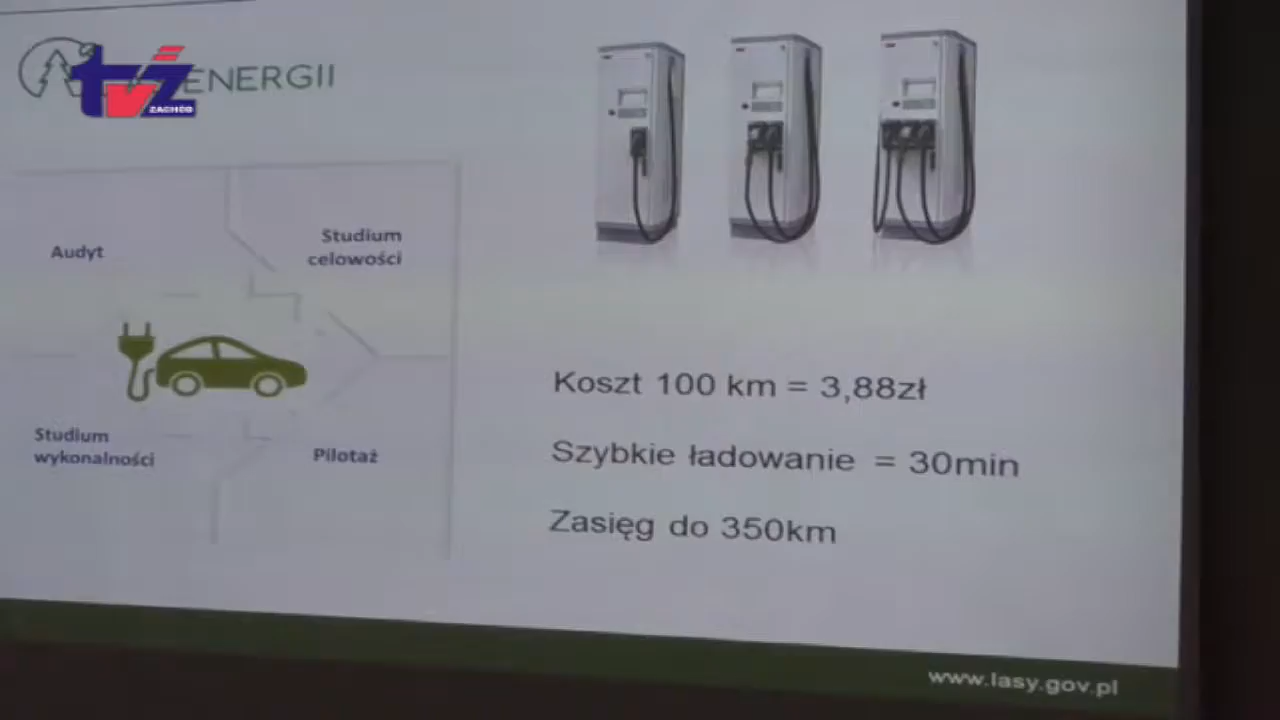 tvż
ZACHÓD
ENERGII
Audyt
Studium
celowości
Studium
wykonalności
Pilotaż
Koszt 100 km = 3,88zł
Szybkie ładowanie = 30min
Zasięg do 350km
www.lasy.gov.pl